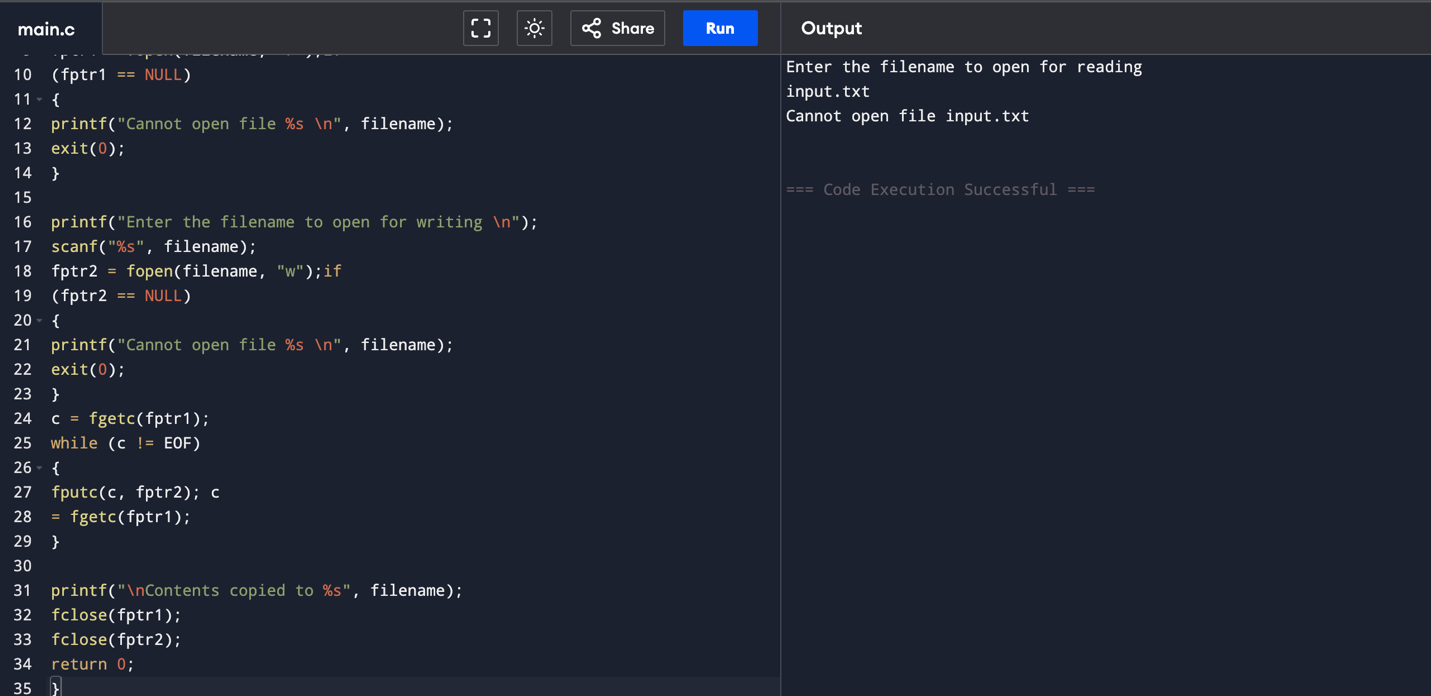 main.c
Share
Run
Output
10 (fptr1 == NULL)
11 {
12 printf("Cannot open file %s \n", filename);
13 exit(0);
14 }
15
16 printf("Enter the filename to open for writing \n");
17 scanf("%s", filename);
18 fptr2 = fopen(filename, "w");if
19 (fptr2 == NULL)
20 {
21 printf("Cannot open file %s \n", filename);
22 exit(0);
23 }
24 c = fgetc(fptr1);
25 while (c != EOF)
26 {
27 fputc(c, fptr2); c
28 = fgetc(fptr1);
29 }
30
31 printf("\nContents copied to %s", filename);
32 fclose(fptr1);
33 fclose(fptr2);
34 return 0;
35 }
Enter the filename to open for reading
input.txt
Cannot open file input.txt
=== Code Execution Successful ===